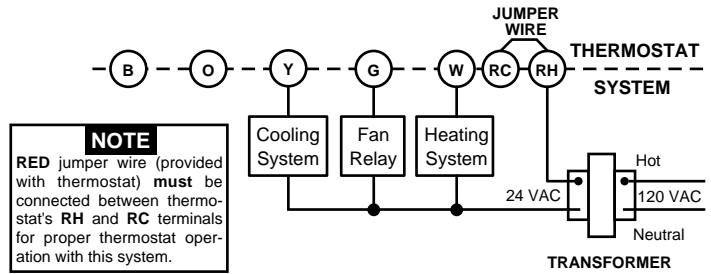 JUMPER
WIRE
THERMOSTAT
B O Y G W RC RH
SYSTEM
Cooling
System
Fan
Relay
Heating
System
NOTE
RED jumper wire (provided
with thermostat) must be
connected between thermo-
stat's RH and RC terminals
for proper thermostat oper-
ation with this system.
Hot
24 VAC
120 VAC
Neutral
TRANSFORMER